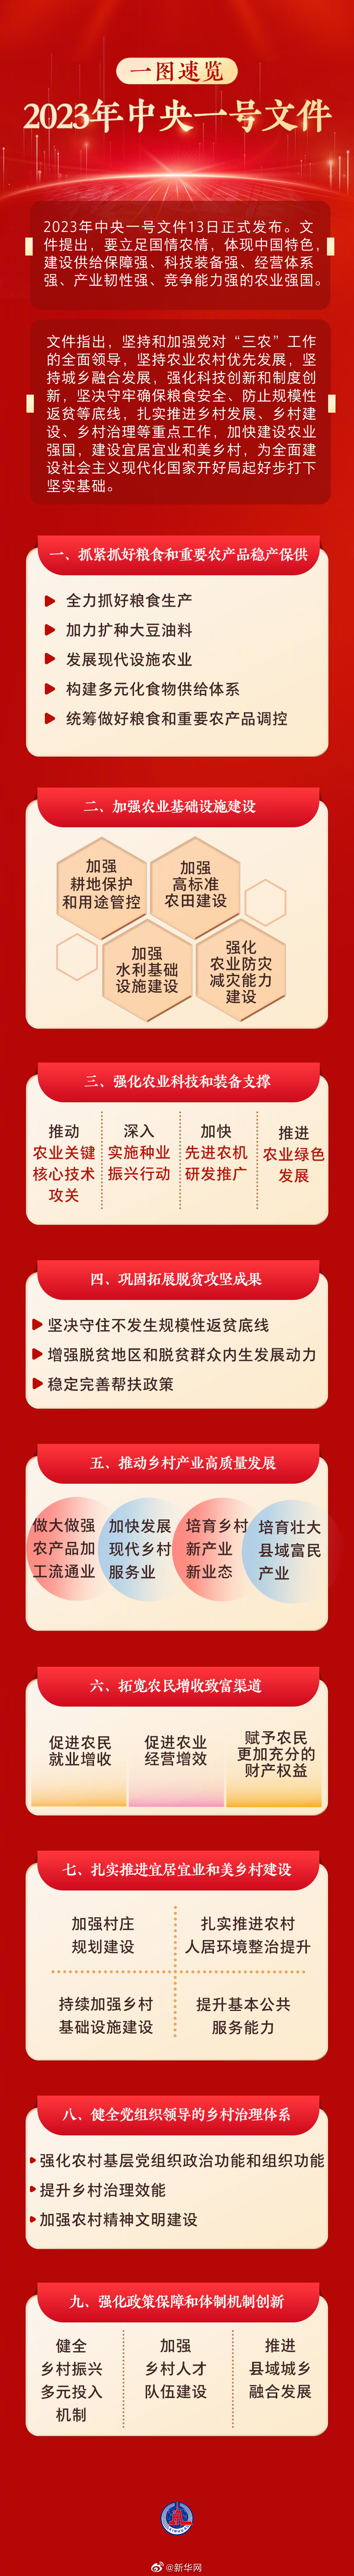 一图速览
2023年中央一号文件
2023年中央一号文件13日正式发布。文
件提出，要立足国情农情，体现中国特色，
建设供给保障强、科技装备强、经营体系
强、产业韧性强、竞争能力强的农业强国。
文件指出，坚持和加强党对“三农”工作
的全面领导，坚持农业农村优先发展，坚
持城乡融合发展，强化科技创新和制度创
新，坚决守牢确保粮食安全、防止规模性
返贫等底线，扎实推进乡村发展、乡村建
设、乡村治理等重点工作，加快建设农业
强国，建设宜居宜业和美乡村，为全面建
设社会主义现代化国家开好局起好步打下
坚实基础。
一、抓紧抓好粮食和重要农产品稳产保供
全力抓好粮食生产
加力扩种大豆油料
发展现代设施农业
构建多元化食物供给体系
统筹做好粮食和重要农产品调控
二、加强农业基础设施建设
加强
耕地保护
和用途管控
加强
高标准
农田建设
加强
水利基础
设施建设
强化
农业防灾
减灾能力
建设
三、强化农业科技和装备支撑
推动
农业关键
核心技术
攻关
深入
实施种业
振兴行动
加快
先进农机
研发推广
推进
农业绿色
发展
四、巩固拓展脱贫攻坚成果
坚决守住不发生规模性返贫底线
增强脱贫地区和脱贫群众内生发展动力
稳定完善帮扶政策
五、推动乡村产业高质量发展
做大做强
农产品加
工流通业
加快发展
现代乡村
服务业
培育乡村
新产业
新业态
培育壮大
县域富民
产业
六、拓宽农民增收致富渠道
促进农民
就业增收
促进农业
经营增效
赋予农民
更加充分的
财产权益
七、扎实推进宜居宜业和美乡村建设
加强村庄
规划建设
扎实推进农村
人居环境整治提升
持续加强乡村
基础设施建设
提升基本公共
服务能力
八、健全党组织领导的乡村治理体系
强化农村基层党组织政治功能和组织功能
提升乡村治理效能
加强农村精神文明建设
九、强化政策保障和体制机制创新
健全
乡村振兴
多元投入
机制
加强
乡村人才
队伍建设
推进
县域城乡
融合发展
@新华网